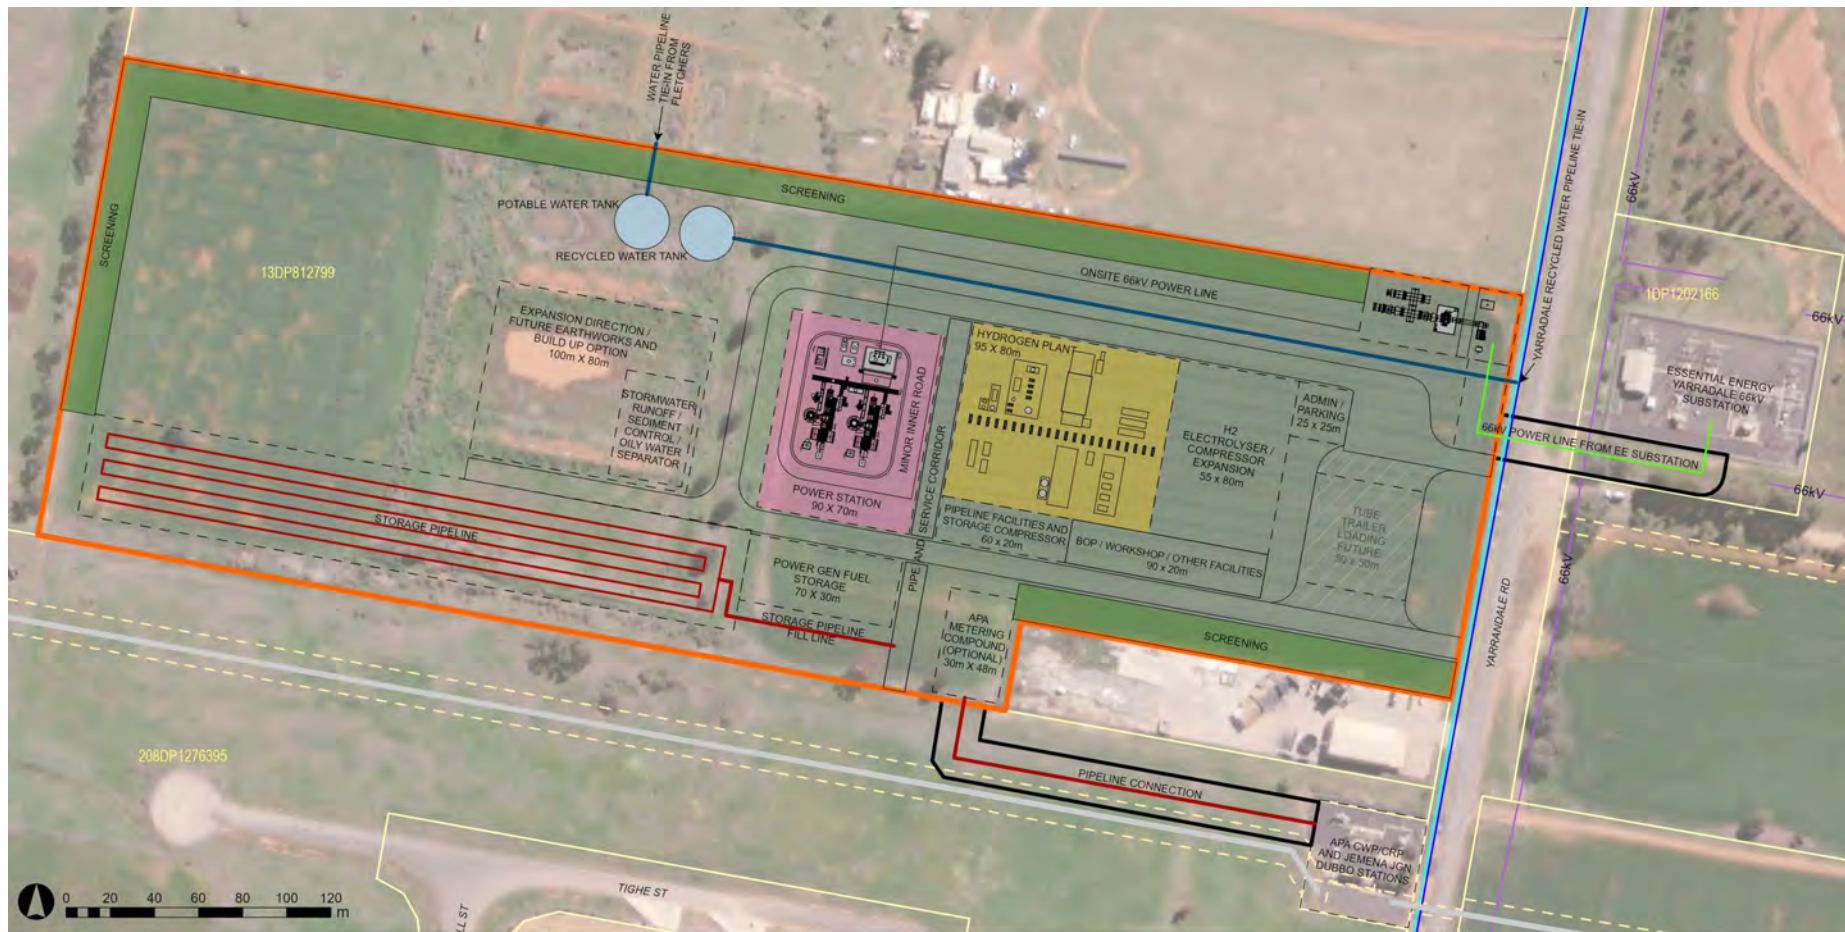 WATER PIPELINE
TIE-IN FROM
FLETCHERS
SCREENING
SCREENING
POTABLE WATER TANK
RECYCLED WATER TANK
13DP812799
ONSITE 66kV POWER LINE
YARRADALE RECYCLED WATER PIPELINE TIE-IN
66kV
1DP1202166
66kV
ESSENTIAL ENERGY
YARRADALE 66kV
SUBSTATION
66kV POWER LINE FROM EE SUBSTATION
66kV
66kV
EXPANSION DIRECTION /
FUTURE EARTHWORKS AND
BUILD UP OPTION
100m X 80m
STORMWATER
RUNOFF /
SEDIMENT
CONTROL /
OILY WATER
SEPARATOR
MINOR INNER ROAD
POWER STATION
90 X 70m
PIPE AND SERVICE CORRIDOR
HYDROGEN PLANT
95 X 80m
H2
ELECTROLYSER /
COMPRESSOR
EXPANSION
55 x 80m
ADMIN /
PARKING
25 x 25m
TUBE
TRAILER
LOADING
FUTURE
50 x 50m
PIPELINE FACILITIES AND
STORAGE COMPRESSOR
60 x 20m
BOP / WORKSHOP / OTHER FACILITIES
90 x 20m
STORAGE PIPELINE
POWER GEN FUEL
STORAGE
70 X 30m
STORAGE PIPELINE
FILL LINE
APA
METERING
COMPOUND
(OPTIONAL)
30m X 48m
SCREENING
YARRANDALE RD
208DP1276395
PIPELINE CONNECTION
APA CWP/CRP
AND JEMENA JGN
DUBBO STATIONS
TIGHE ST
LL ST
0 20 40 60 80 100 120
m